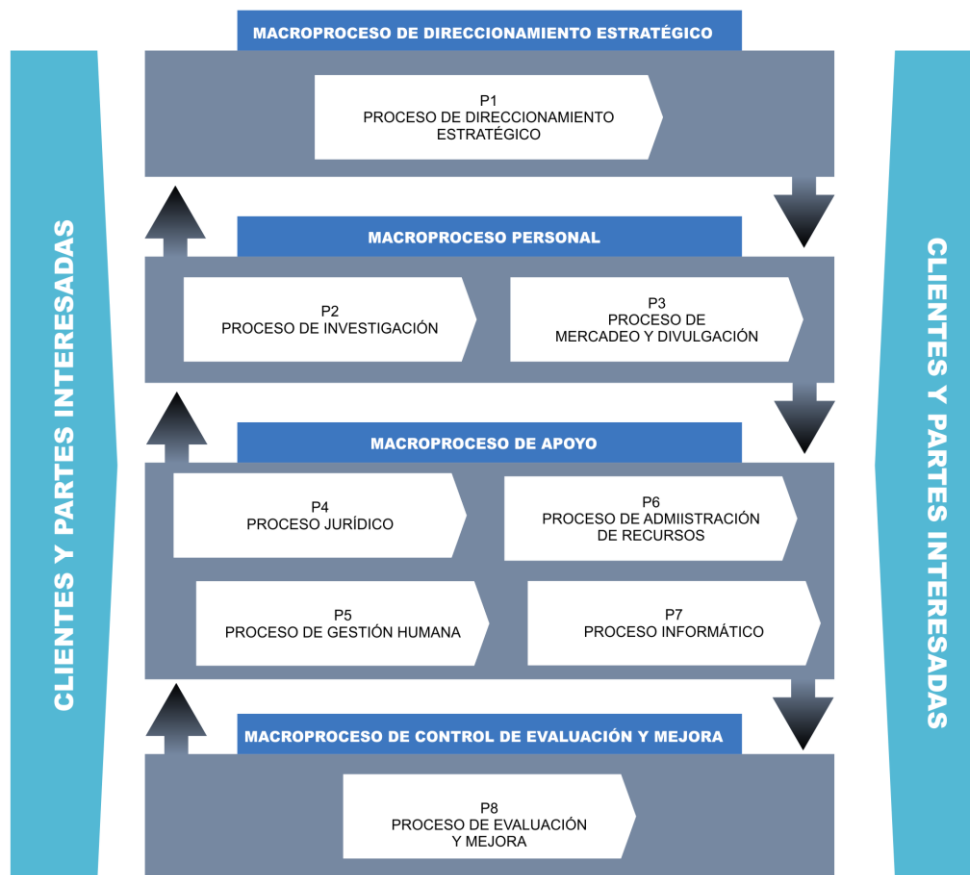 MACROPROCESO DE DIRECCIONAMIENTO ESTRATÉGICO
P1
PROCESO DE DIRECCIONAMIENTO
ESTRATÉGICO
CLIENTES Y PARTES INTERESADAS
MACROPROCESO PERSONAL
P2
PROCESO DE INVESTIGACIÓN
P3
PROCESO DE
MERCADEO Y DIVULGACIÓN
MACROPROCESO DE APOYO
P4
PROCESO JURÍDICO
P6
PROCESO DE ADMIISTRACIÓN
DE RECURSOS
P5
PROCESO DE GESTIÓN HUMANA
P7
PROCESO INFORMÁTICO
MACROPROCESO DE CONTROL DE EVALUACIÓN Y MEJORA
P8
PROCESO DE EVALUACIÓN
Y MEJORA
CLIENTES Y PARTES INTERESADAS